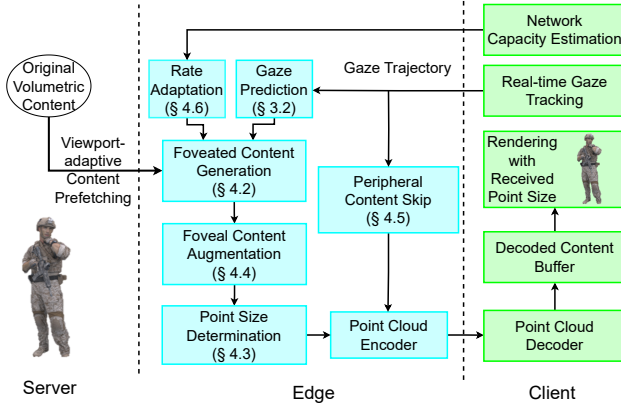 Network
Capacity Estimation
Original
Volumetric
Content
Rate
Adaptation
(§ 4.6)
Gaze
Prediction
(§ 3.2)
Gaze Trajectory
Real-time Gaze
Tracking
Viewport-
adaptive
Content
Prefetching
Foveated Content
Generation
(§ 4.2)
Peripheral
Content Skip
(§ 4.5)
Rendering
with
Received
Point Size
Foveal Content
Augmentation
(§ 4.4)
Decoded Content
Buffer
Point Size
Determination
(§ 4.3)
Point Cloud
Encoder
Point Cloud
Decoder
Server
Edge
Client